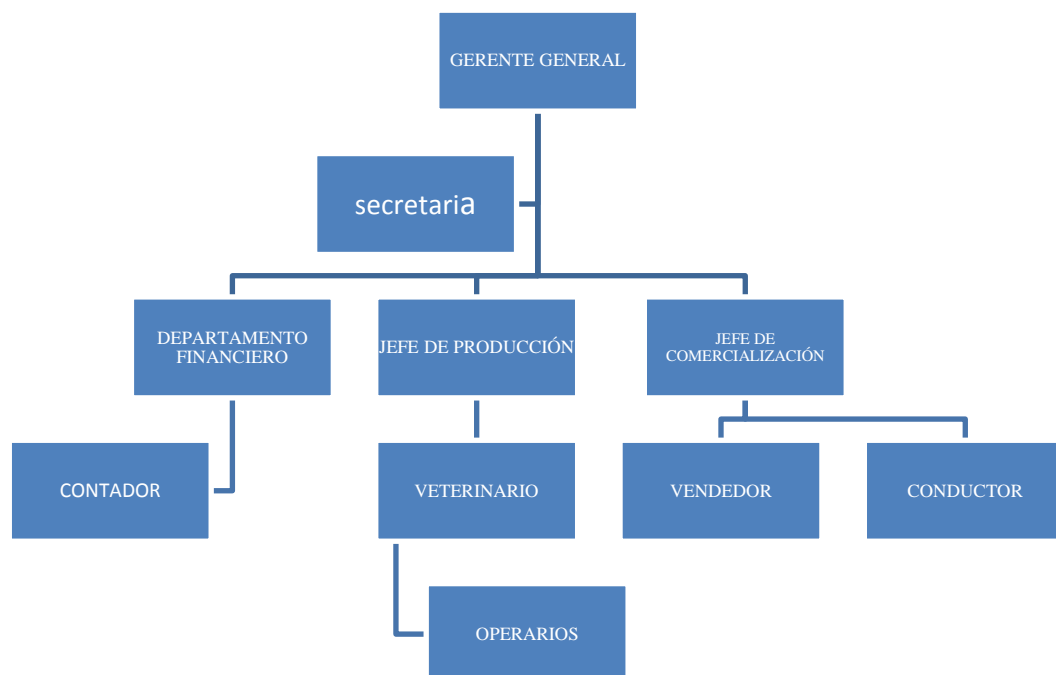 GERENTE GENERAL
secretaria
DEPARTAMENTO
FINANCIERO
JEFE DE PRODUCCIÓN
JEFE DE
COMERCIALIZACIÓN
CONTADOR
VETERINARIO
VENDEDOR
CONDUCTOR
OPERARIOS